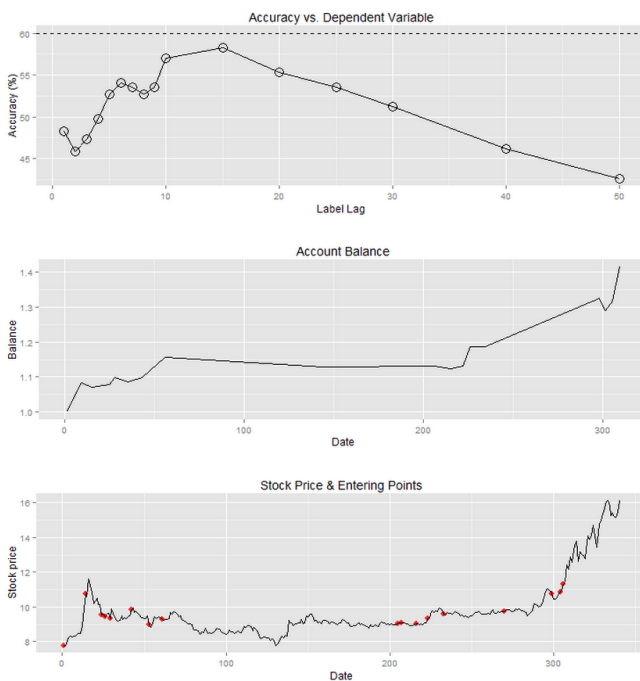 Accuracy vs. Dependent Variable
60
55
50
45
Accuracy (%)
0 10 20 30 40 50
Label Lag
Account Balance
1.4
1.3
1.2
1.1
1.0
Balance
0 100 200 300
Date
Stock Price & Entering Points
16
14
12
10
8
Stock price
0 100 200 300
Date